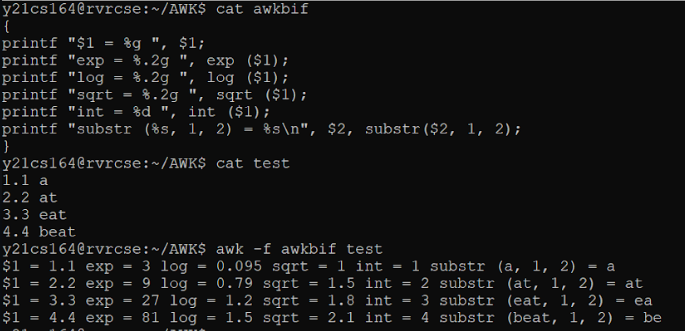 y21cs164@rvrcse:~/AWK$ cat awkbif
{
printf "$1 = %g ", $1;
printf "exp = %.2g ", exp ($1);
printf "log = %.2g ", log ($1);
printf "sqrt = %.2g ", sqrt ($1);
printf "int = %d ", int ($1);
printf "substr (%s, 1, 2) = %s\n", $2, substr($2, 1, 2);
}
y21cs164@rvrcse:~/AWK$ cat test
1.1 a
2.2 at
3.3 eat
4.4 beat
y21cs164@rvrcse:~/AWK$ awk -f awkbif test
$1 = 1.1 exp = 3 log = 0.095 sqrt = 1 int = 1 substr (a, 1, 2) = a
$1 = 2.2 exp = 9 log = 0.79 sqrt = 1.5 int = 2 substr (at, 1, 2) = at
$1 = 3.3 exp = 27 log = 1.2 sqrt = 1.8 int = 3 substr (eat, 1, 2) = ea
$1 = 4.4 exp = 81 log = 1.5 sqrt = 2.1 int = 4 substr (beat, 1, 2) = be